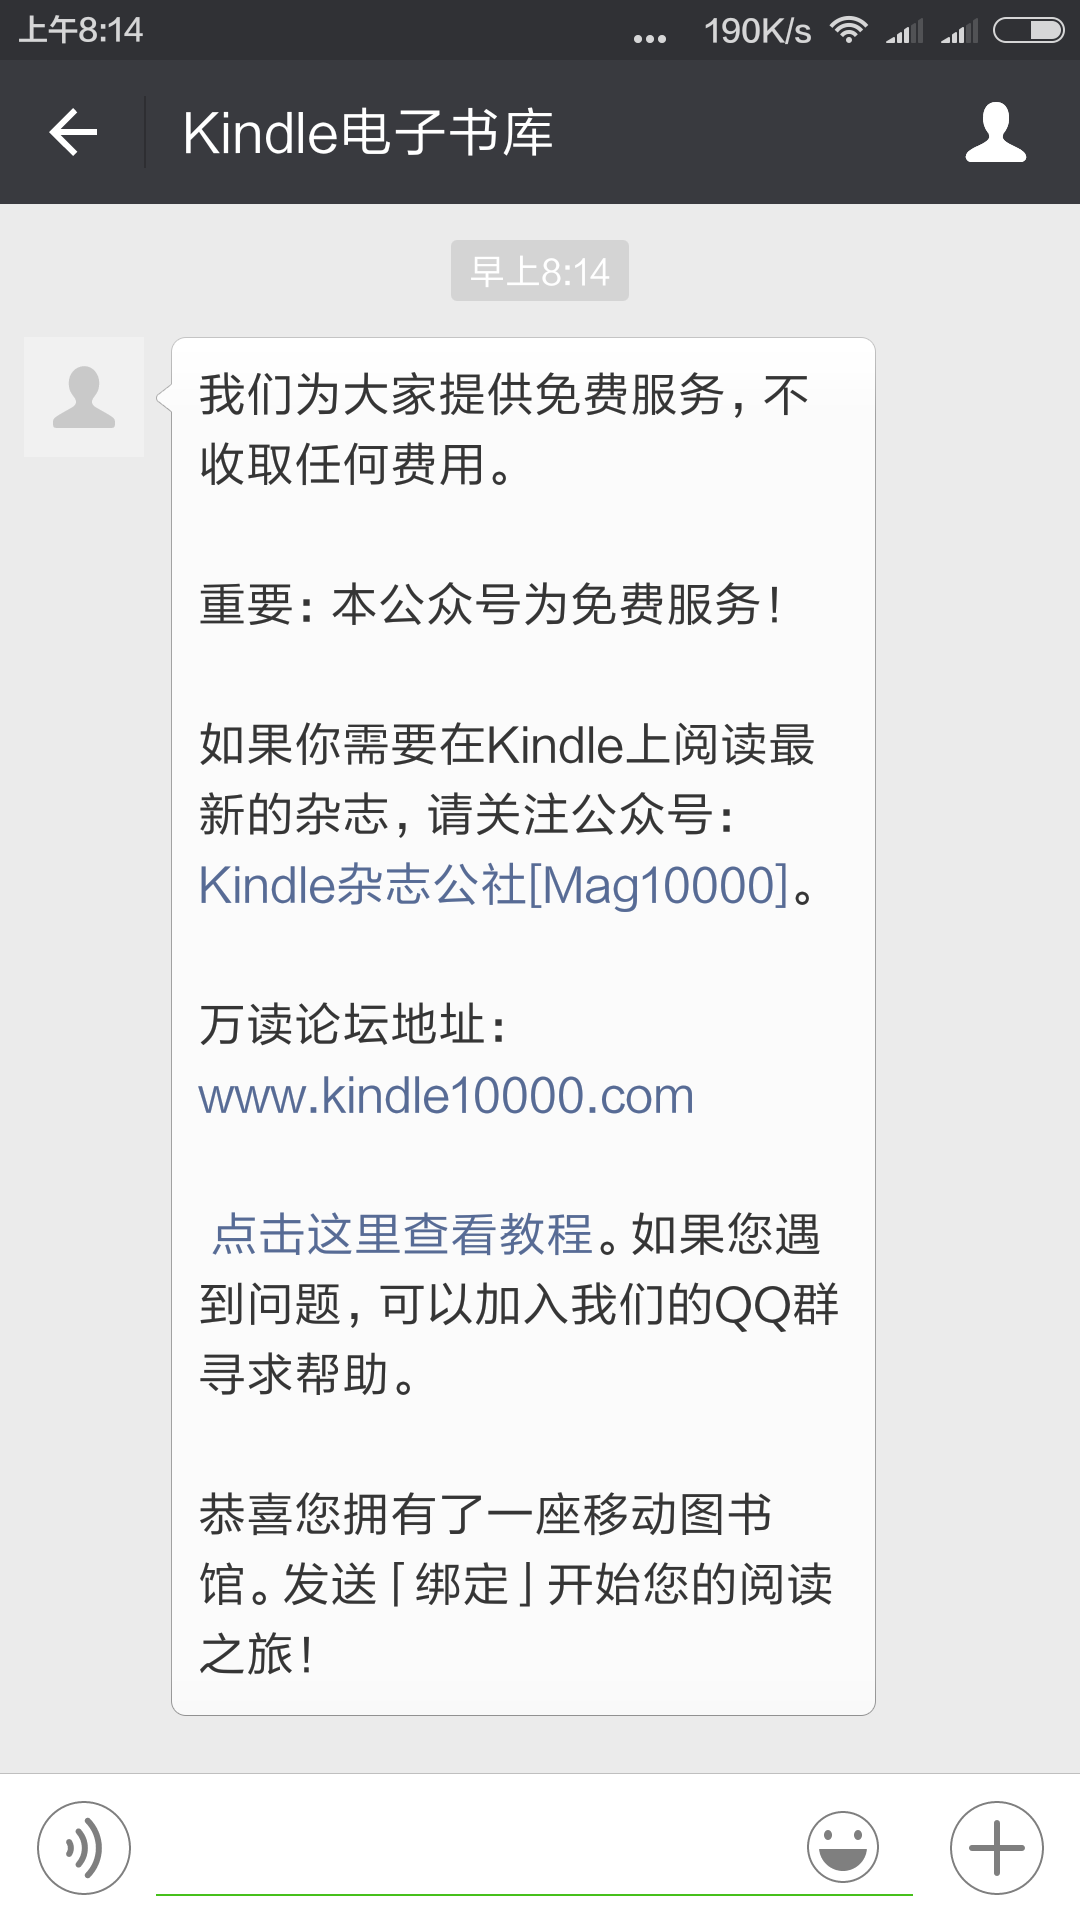 上午8:14
... 190K/s
Kindle电子书库
早上8:14
我们为大家提供免费服务，不
收取任何费用。
重要：本公众号为免费服务！
如果你需要在Kindle上阅读最
新的杂志，请关注公众号：
Kindle杂志公社[Mag10000]。
万读论坛地址：
www.kindle10000.com
点击这里查看教程。如果您遇
到问题，可以加入我们的QQ群
寻求帮助。
恭喜您拥有了一座移动图书
馆。发送「绑定」开始您的阅读
之旅！